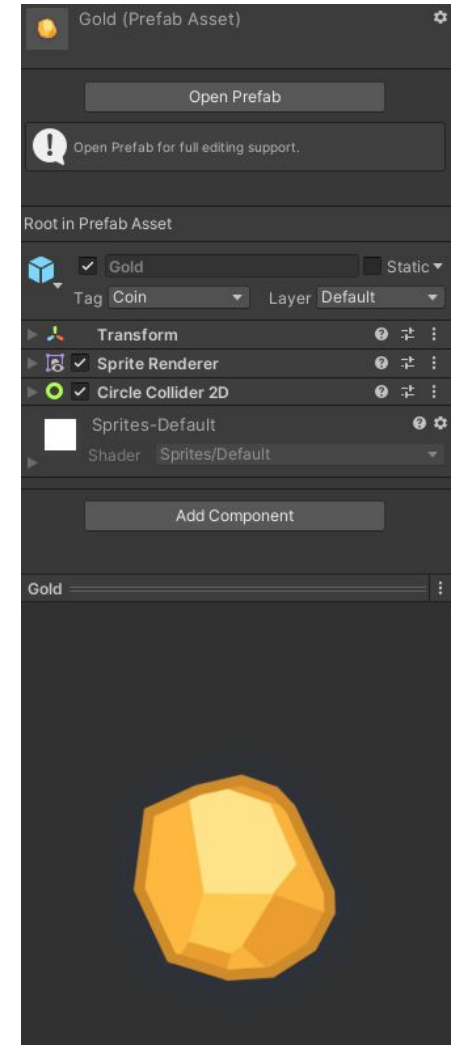 Gold (Prefab Asset)
Open Prefab
Open Prefab for full editing support.
Root in Prefab Asset
Gold Static
Tag Coin Layer Default
Transform
Sprite Renderer
Circle Collider 2D
Sprites-Default
Shader Sprites/Default
Add Component
Gold